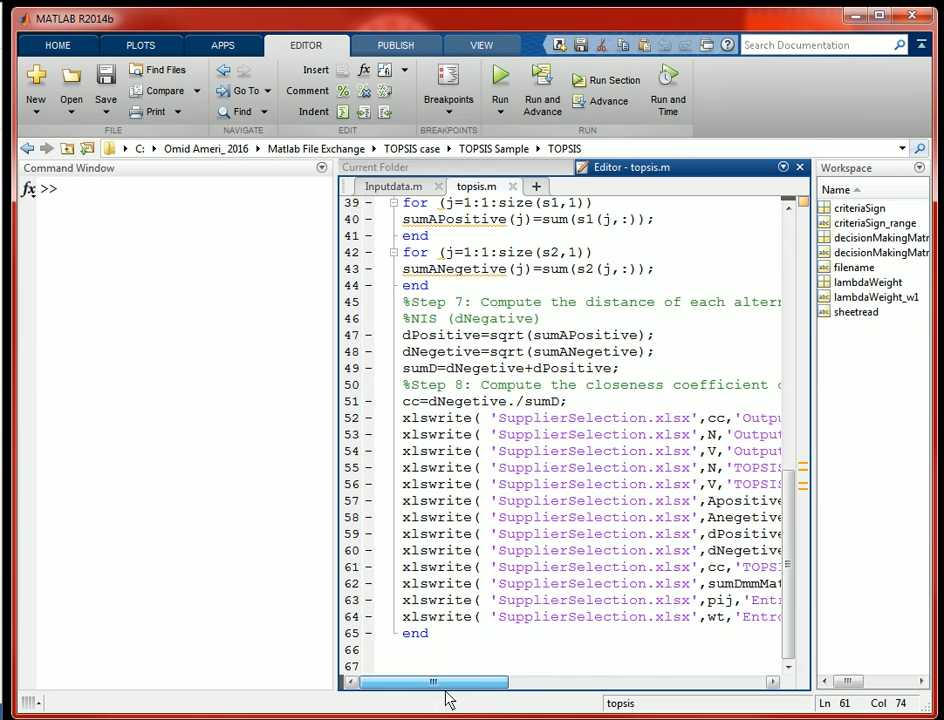 MATLAB R2014b
HOME PLOTS APPS EDITOR PUBLISH VIEW Search Documentation
New Open Save Find Files Compare Print Go To Find Insert fx Comment % Indent Breakpoints Run Run and Advance Run Section Advance Run and Time
FILE NAVIGATE EDIT BREAKPOINTS RUN
C: Omid Ameri_ 2016 Matlab File Exchange TOPSIS case TOPSIS Sample TOPSIS
Command Window
fx >>
Current Folder Editor - topsis.m
Inputdata.m topsis.m
39 for (j=1:1:size(s1,1))
40 sumAPositive(j)=sum(s1(j,:));
41 end
42 for (j=1:1:size(s2,1))
43 sumANegetive(j)=sum(s2(j,:));
44 end
45 %Step 7: Compute the distance of each altern
46 %NIS (dNegative)
47 dPositive=sqrt(sumAPositive);
48 dNegetive=sqrt(sumANegetive);
49 sumD=dNegetive+dPositive;
50 %Step 8: Compute the closeness coefficient
51 cc=dNegetive./sumD;
52 xlswrite( 'SupplierSelection.xlsx',cc,'Outpu
53 xlswrite( 'SupplierSelection.xlsx',N,'Output
54 xlswrite( 'SupplierSelection.xlsx',V,'Output
55 xlswrite( 'SupplierSelection.xlsx',N,'TOPSIS
56 xlswrite( 'SupplierSelection.xlsx',V,'TOPSIS
57 xlswrite( 'SupplierSelection.xlsx',Apositive
58 xlswrite( 'SupplierSelection.xlsx',Anegetive
59 xlswrite( 'SupplierSelection.xlsx',dPositive
60 xlswrite( 'SupplierSelection.xlsx',dNegetive
61 xlswrite( 'SupplierSelection.xlsx',cc,'TOPS
62 xlswrite( 'SupplierSelection.xlsx',sumDmmMat
63 xlswrite( 'SupplierSelection.xlsx',pij,'Ent
64 xlswrite( 'SupplierSelection.xlsx',wt,'Entro
65 end
66
67
Workspace
Name
criteriaSign
criteriaSign_range
decisionMakingMatr
decisionMakingMatr
filename
lambdaWeight
lambdaWeight_w1
sheetread
topsis Ln 61 Col 74